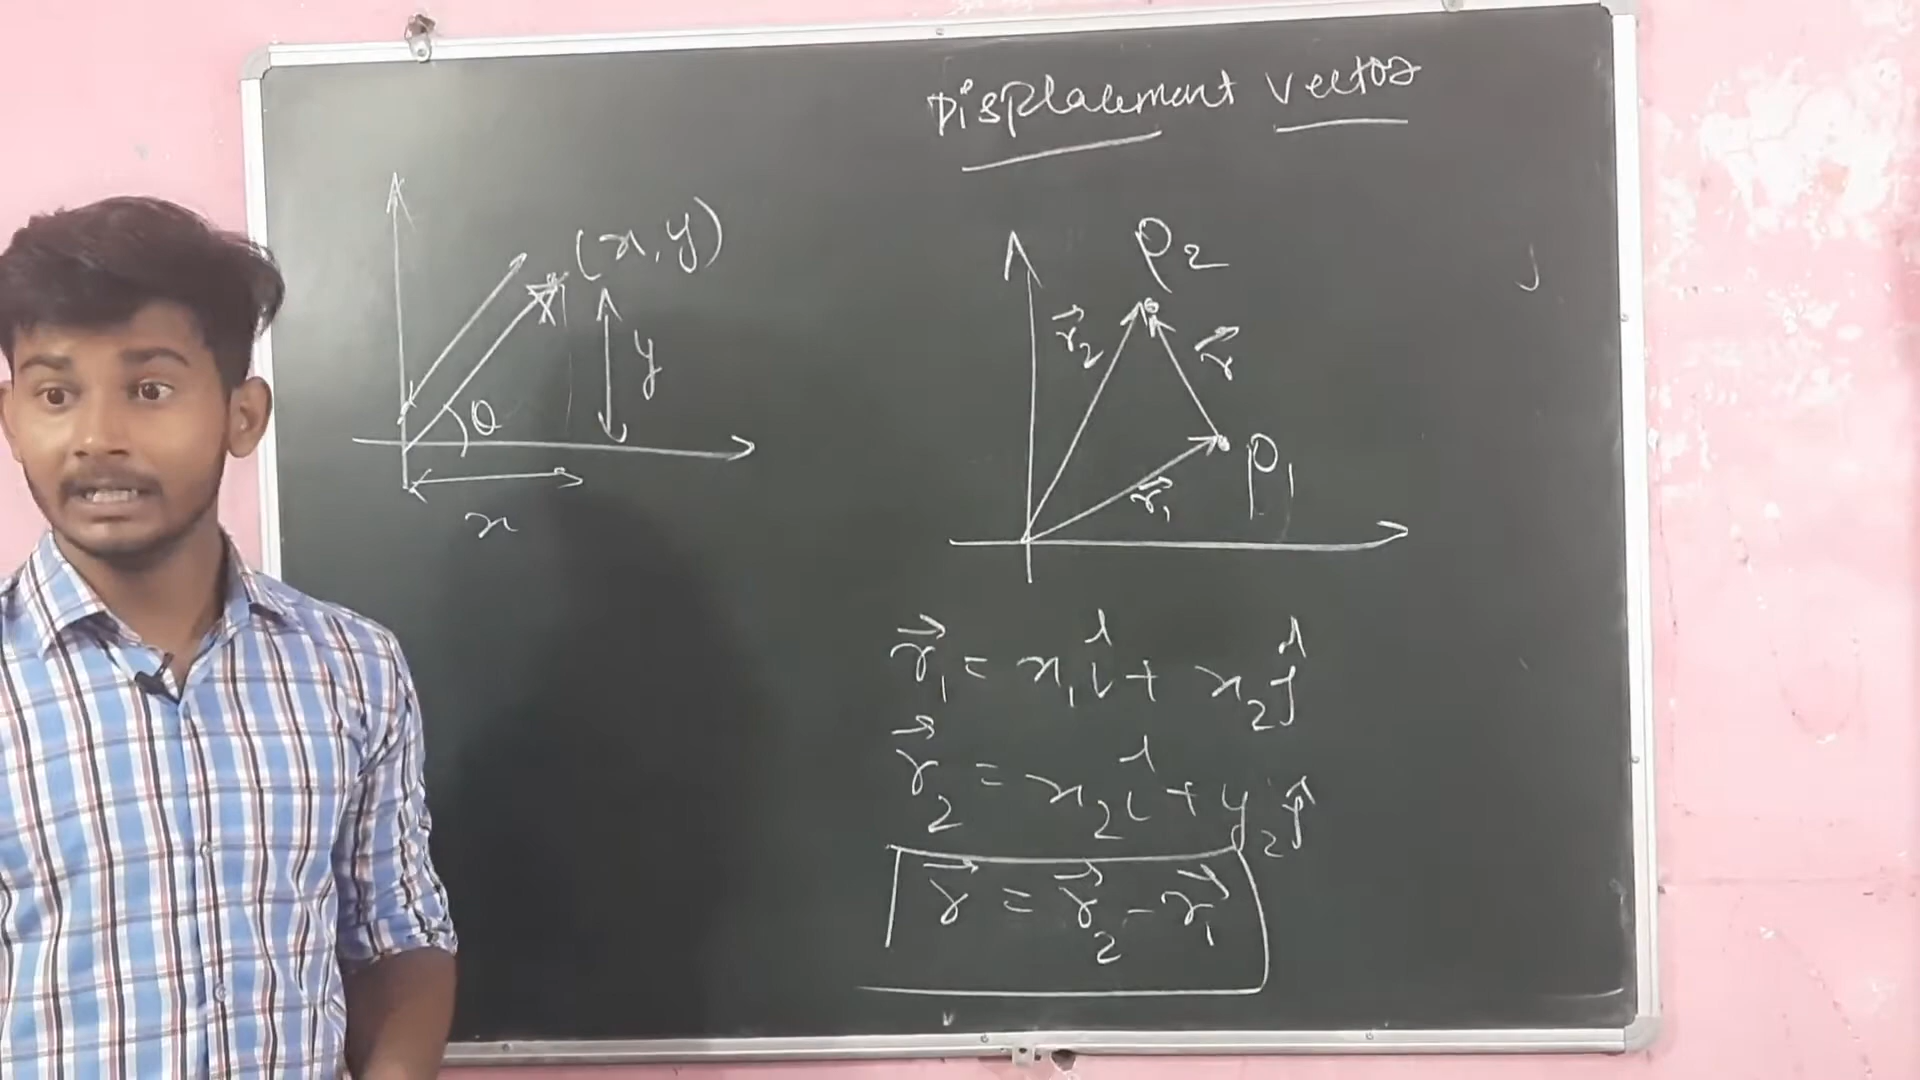 Displacement Vector
(x, y)
y
θ
x
P₂
r⃗₂
r⃗
P₁
r⃗₁
r⃗₁ = x₁î + x₂ĵ
r⃗₂ = x₂î + y₂ĵ
r⃗ = r⃗₂ - r⃗₁